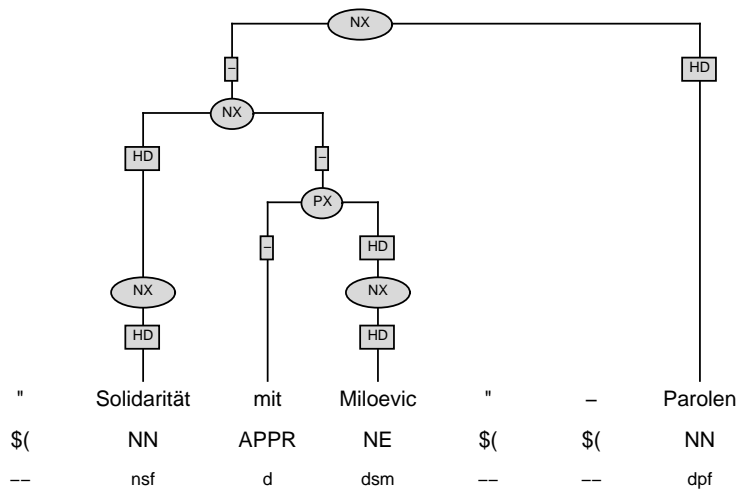 NX
– HD
NX
HD –
PX
– HD
NX NX
HD HD
" Solidarität mit Miloevic " – Parolen
$( NN APPR NE $( $( NN
−− nsf d dsm −− −− dpf